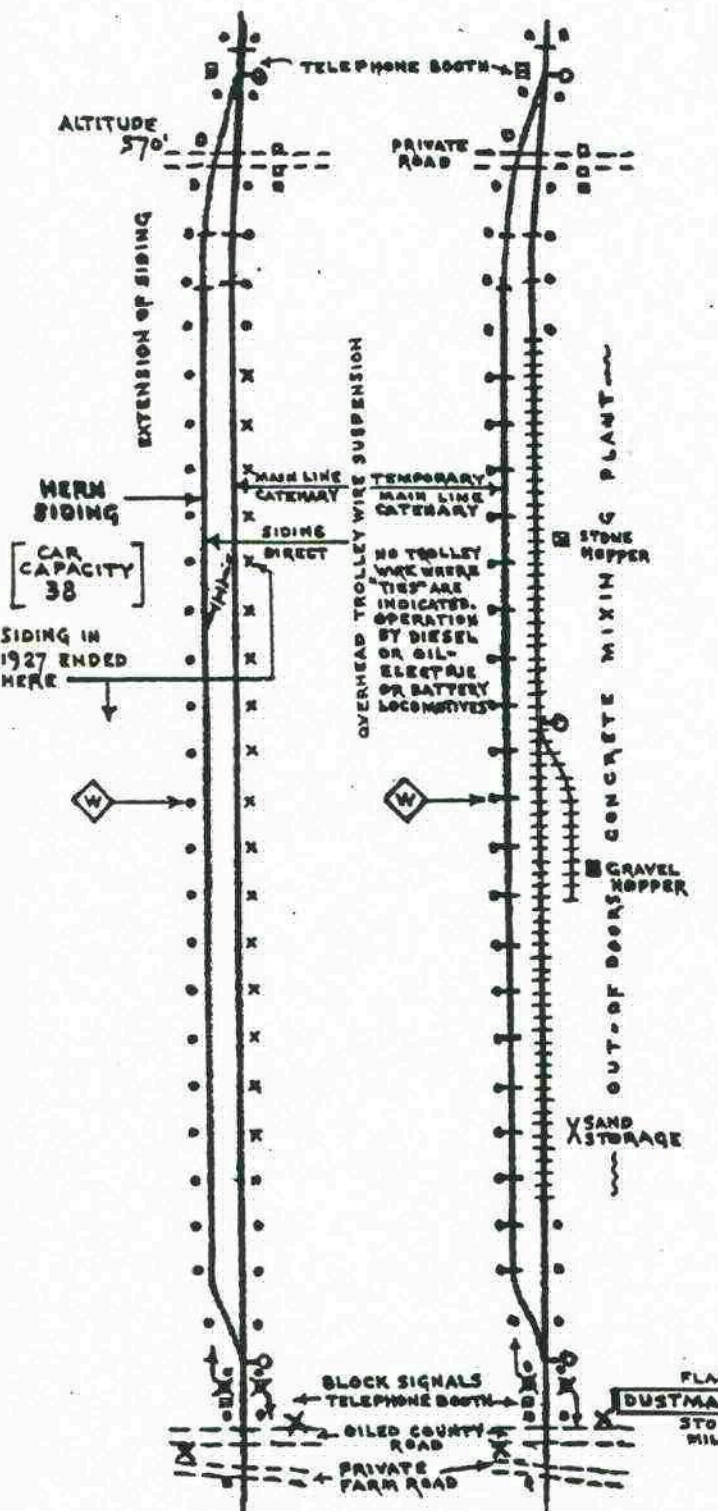 TELEPHONE BOOTH
ALTITUDE
570'
PRIVATE
ROAD
EXTENSION OF SIDING
OVERHEAD TROLLEY WIRE SUSPENSION
OUT-OF DOORS CONCRETE MIXING PLANT
HERN
SIDING
MAIN LINE
CATENARY
TEMPORARY
MAIN LINE
CATENARY
CAR
CAPACITY
38
SIDING
DIRECT
STONE
HOPPER
NO TROLLEY
WIRE WHERE
"TIES" ARE
INDICATED.
OPERATION
BY DIESEL
OR OIL-
ELECTRIC
OR BATTERY
LOCOMOTIVES
SIDING IN
1927 ENDED
HERE
W
W
GRAVEL
HOPPER
SAND
STORAGE
BLOCK SIGNALS
TELEPHONE BOOTH
OILED COUNTY
ROAD
PRIVATE
FARM ROAD
FLA
DUSTMA
STO
MIL